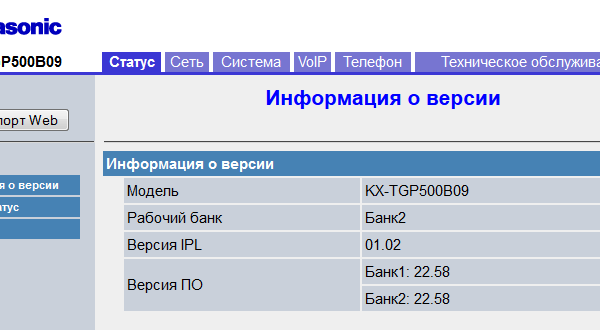 asonic
GP500B09
Статус Сеть Система VoIP Телефон Техническое обслужива
Информация о версии
порт Web
Информация о версии
я о версии
Модель KX-TGP500B09
атус
Рабочий банк Банк2
Версия IPL 01.02
Версия ПО Банк1: 22.58
Банк2: 22.58